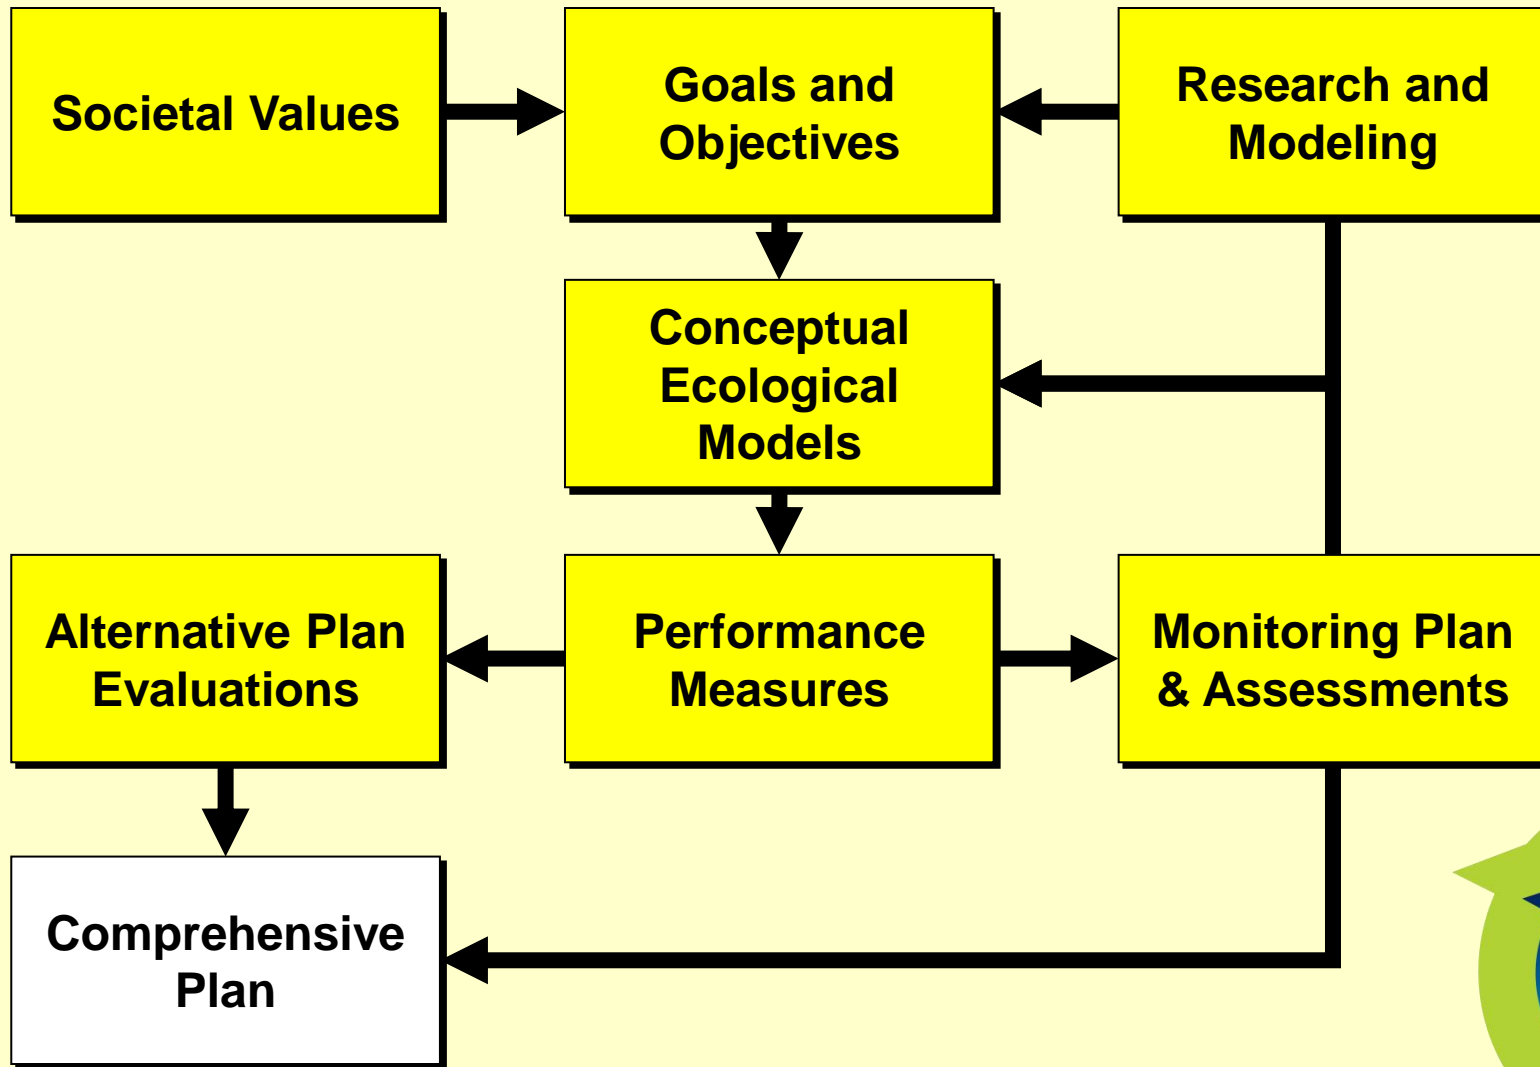 Societal Values
Goals and
Objectives
Research and
Modeling
Conceptual
Ecological
Models
Alternative Plan
Evaluations
Performance
Measures
Monitoring Plan
& Assessments
Comprehensive
Plan